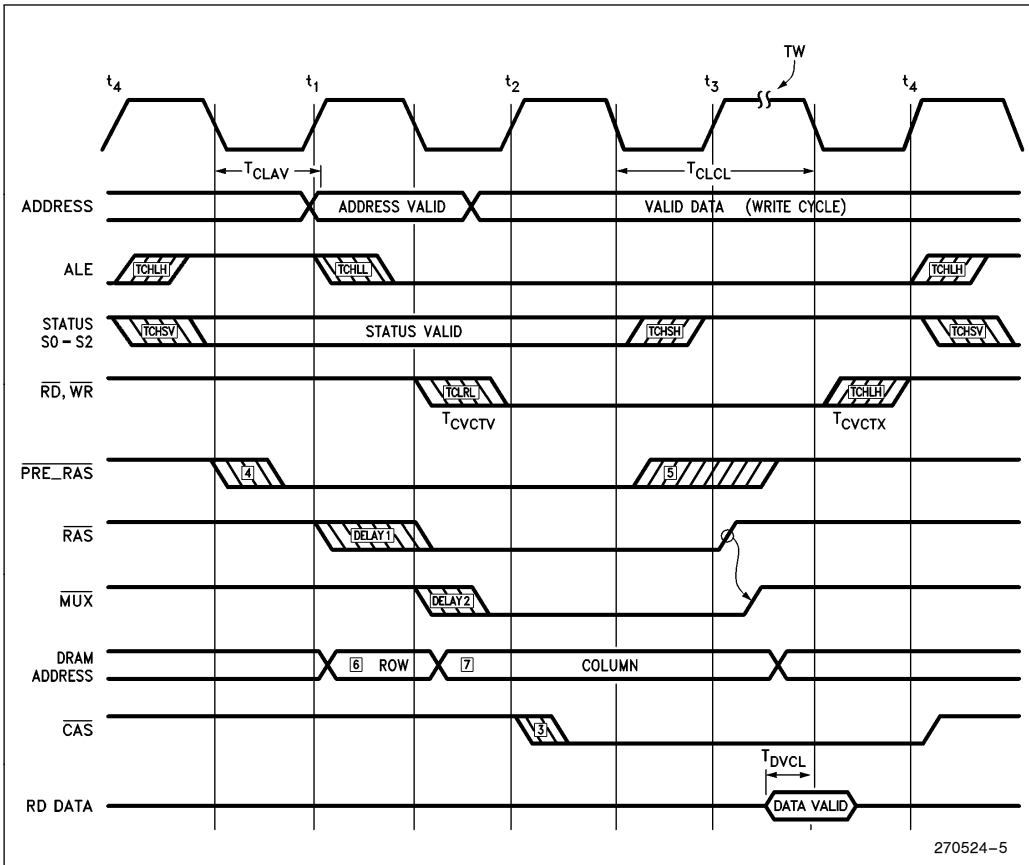 TW
t4 t1 t2 t3 t4
TCLAV TCLCL
ADDRESS ADDRESS VALID VALID DATA (WRITE CYCLE)
ALE TCHLH TCHLL TCHLH
STATUS
S0 – S2 TCHSV STATUS VALID TCHSH TCHSV
RD, WR TCLRL TCHLH
TCVCTV TCVCTX
PRE_RAS 4 5
RAS DELAY 1
MUX DELAY 2
DRAM
ADDRESS 6 ROW 7 COLUMN
CAS 3
TDVCL
RD DATA DATA VALID
270524–5